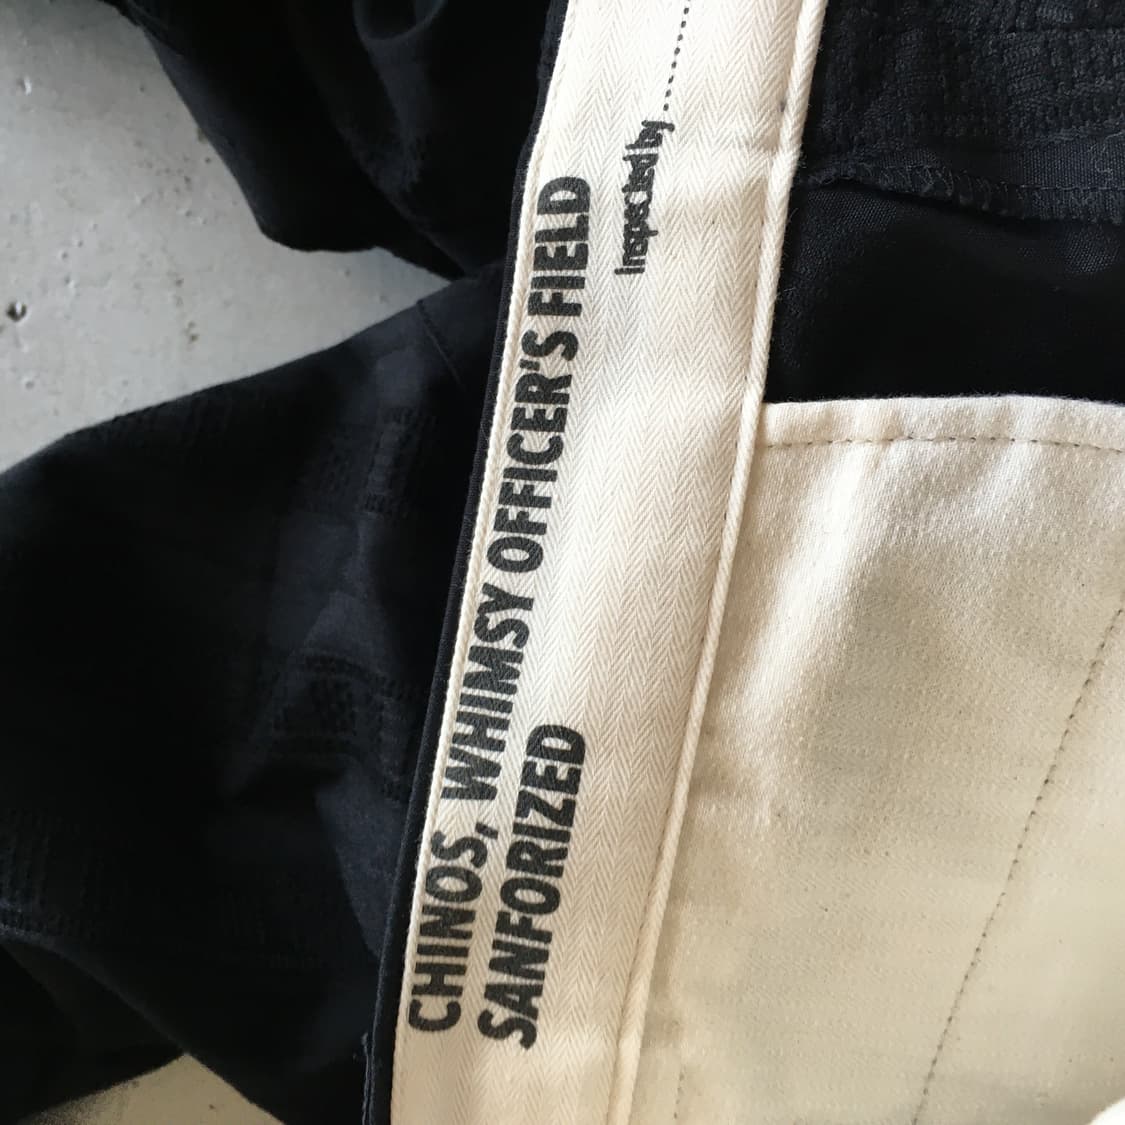 CHINOS, WHIMSY OFFICER'S FIELD
SANFORIZED
Inspected by ..........